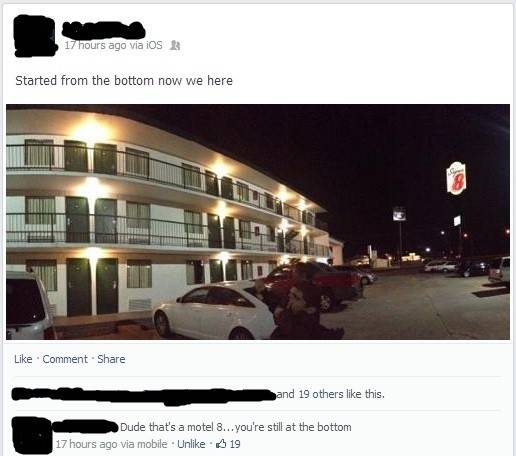 17 hours ago via iOS
Started from the bottom now we here
Super
8
Like · Comment · Share
and 19 others like this.
Dude that's a motel 8...you're still at the bottom
17 hours ago via mobile · Unlike · 19